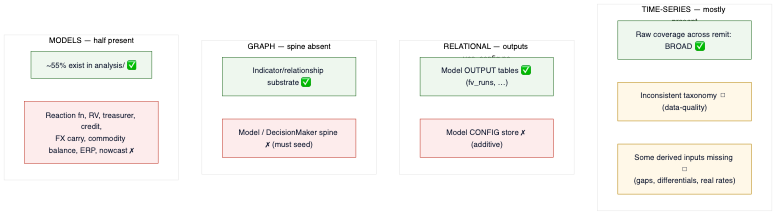 MODELS — half present
~55% exist in analysis/ ✅
Reaction fn, RV, treasurer,
credit,
FX carry, commodity
balance, ERP, nowcast ✗
GRAPH — spine absent
Indicator/relationship
substrate ✅
Model / DecisionMaker spine
✗ (must seed)
RELATIONAL — outputs
Model OUTPUT tables ✅
(fv_runs, …)
Model CONFIG store ✗
(additive)
TIME-SERIES — mostly
Raw coverage across remit:
BROAD ✅
Inconsistent taxonomy □
(data-quality)
Some derived inputs missing
□
(gaps, differentials, real rates)